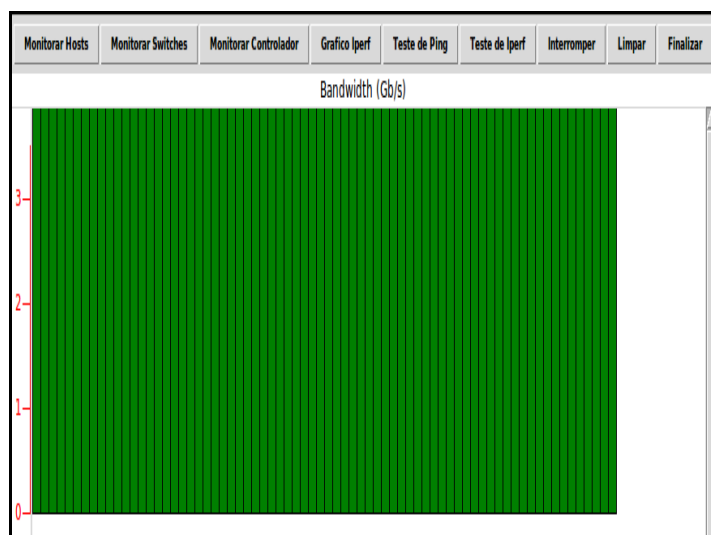 Monitorar Hosts Monitorar Switches Monitorar Controlador Grafico Iperf Teste de Ping Teste de Iperf Interromper Limpar Finalizar
Bandwidth (Gb/s)
3
2
1
0